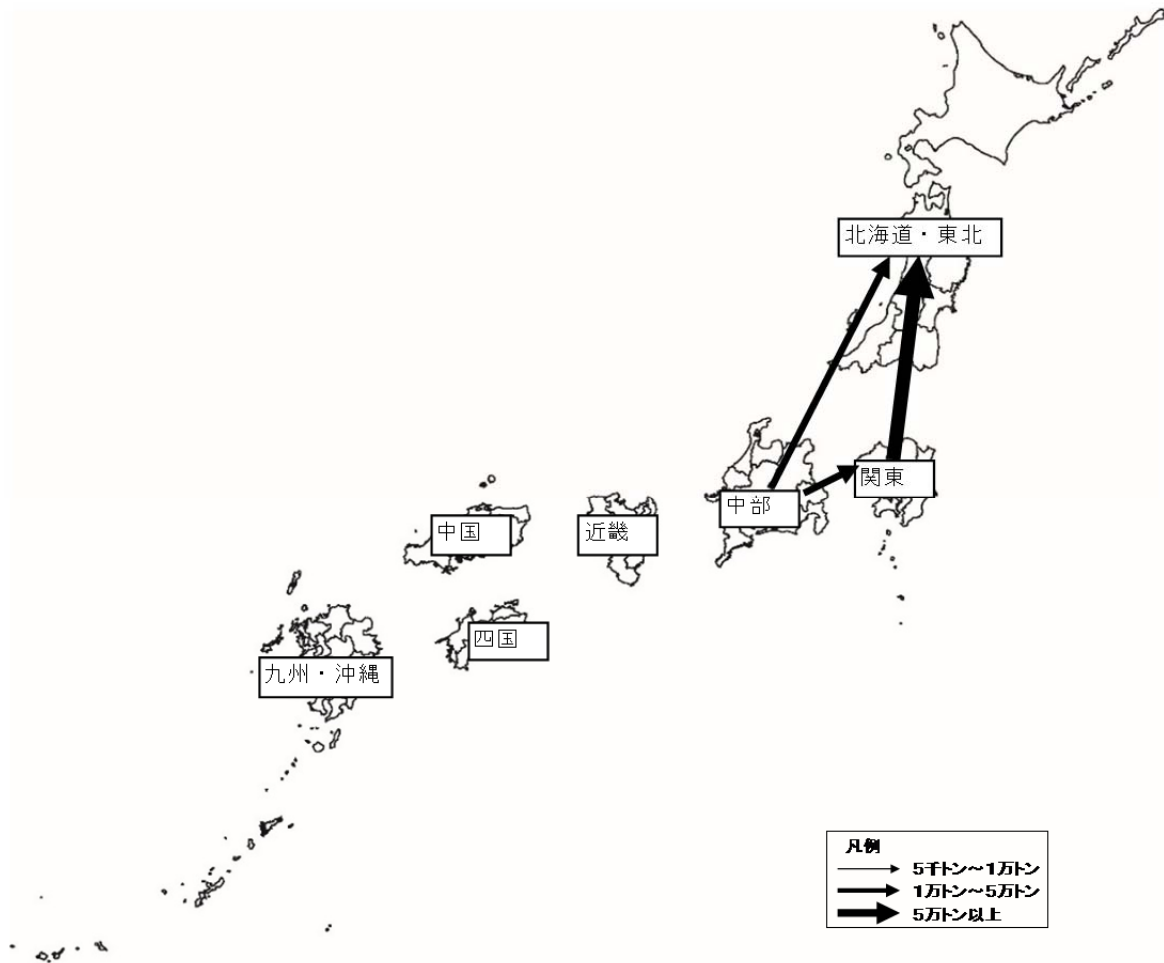 北海道・東北
関東
中部
中国
近畿
四国
九州・沖縄
凡例
5千トン～1万トン
1万トン～5万トン
5万トン以上